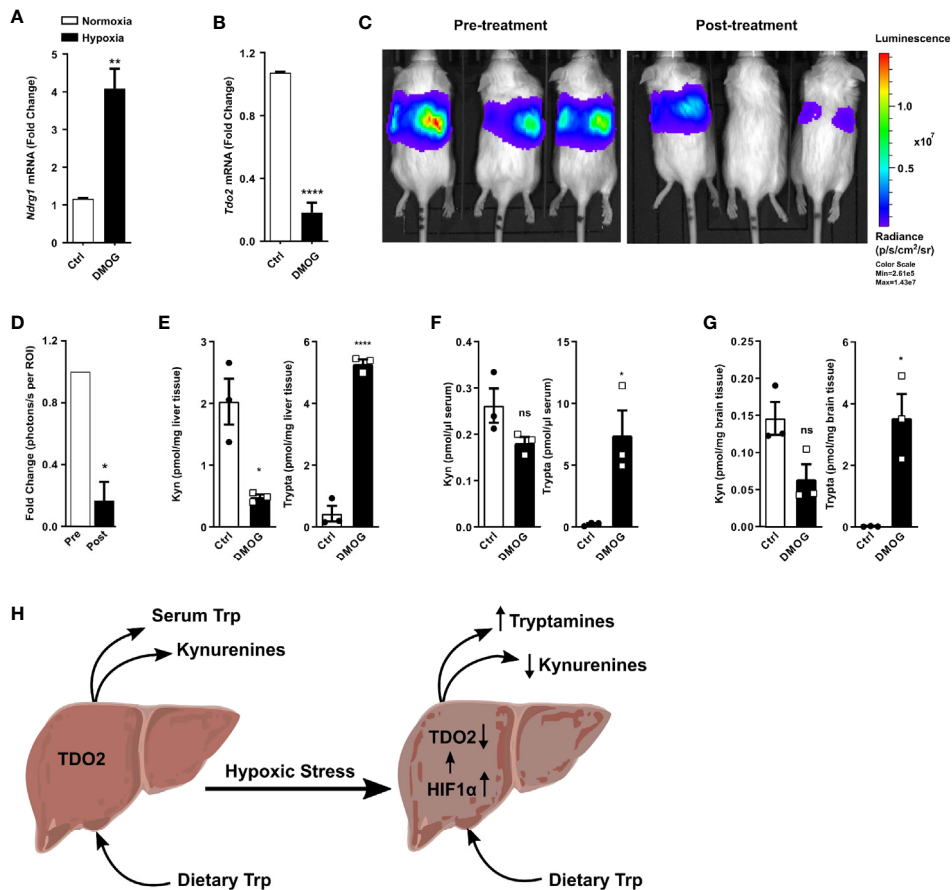 A
Normoxia
Hypoxia
Ndrg1 mRNA (Fold Change)
5
4
3
2
1
0
**
Ctrl
DMOG
B
Tdo2 mRNA (Fold Change)
1.2
0.8
0.4
0.0
****
Ctrl
DMOG
C
Pre-treatment
Post-treatment
Luminescence
1.0
x10⁷
0.5
Radiance
(p/s/cm²/sr)
Color Scale
Min=2.61e5
Max=1.43e7
D
Fold Change (photons/s per ROI)
1.2
0.8
0.4
0.0
*
Pre
Post
E
Kyn (pmol/mg liver tissue)
3
2
1
0
*
Ctrl
DMOG
Trypta (pmol/mg liver tissue)
6
4
2
0
****
Ctrl
DMOG
F
Kyn (pmol/µl serum)
0.5
0.4
0.3
0.2
0.1
0.0
ns
Ctrl
DMOG
Trypta (pmol/µl serum)
15
10
5
0
*
Ctrl
DMOG
G
Kyn (pmol/mg brain tissue)
0.25
0.20
0.15
0.10
0.05
0.00
ns
Ctrl
DMOG
Trypta (pmol/mg brain tissue)
6
4
2
0
*
Ctrl
DMOG
H
Serum Trp
Kynurenines
TDO2
Dietary Trp
Hypoxic Stress
Tryptamines
Kynurenines
TDO2
HIF1α
Dietary Trp